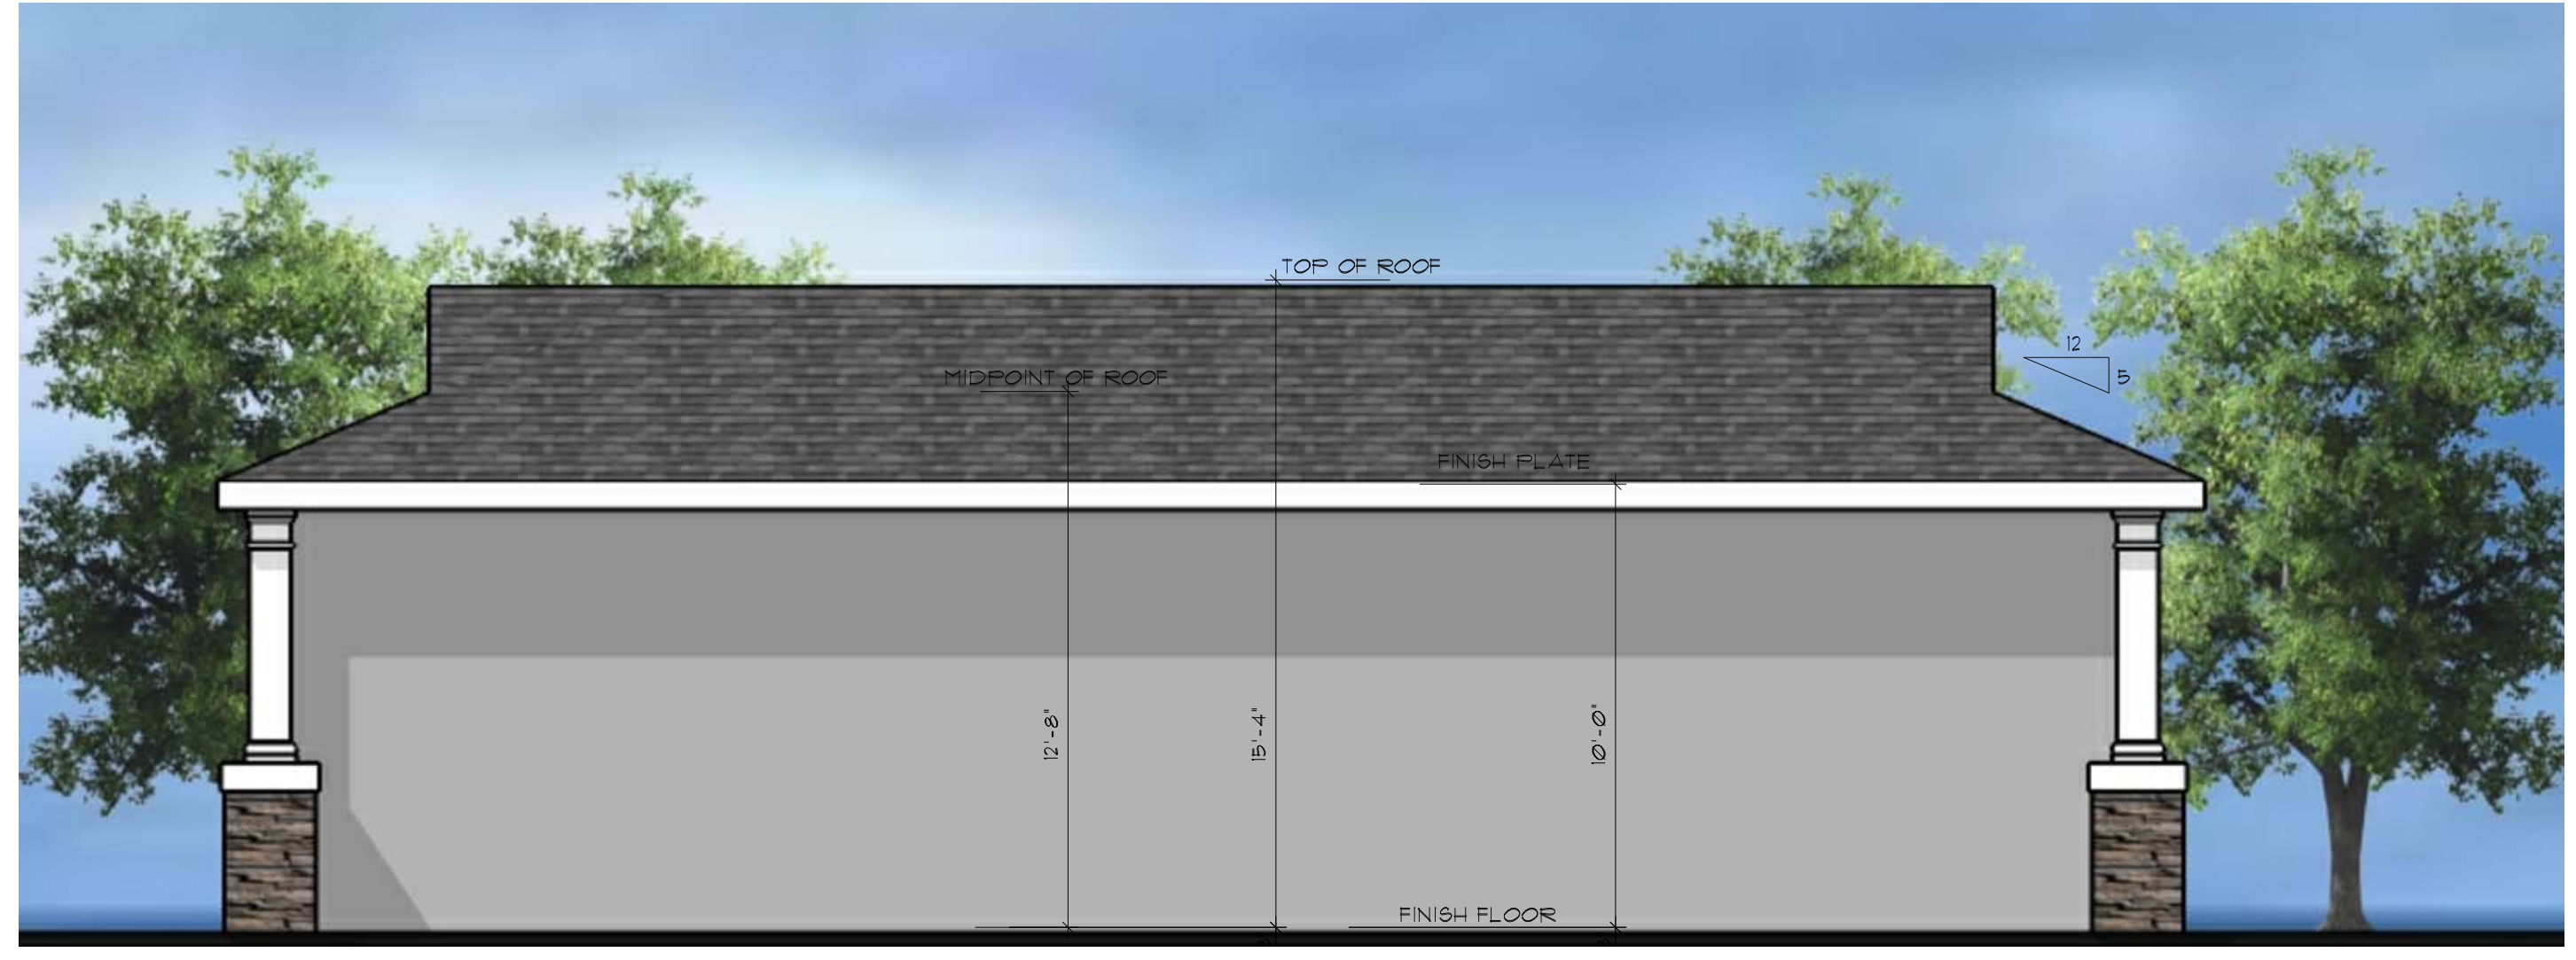 TOP OF ROOF
12
5
MIDPOINT OF ROOF
FINISH PLATE
12'-8"
15'-4"
10'-0"
FINISH FLOOR